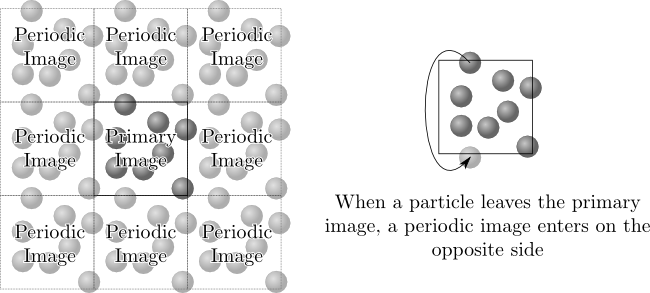 Periodic
Image
Periodic
Image
Periodic
Image
Periodic
Image
Primary
Image
Periodic
Image
Periodic
Image
Periodic
Image
Periodic
Image
When a particle leaves the primary
image, a periodic image enters on the
opposite side